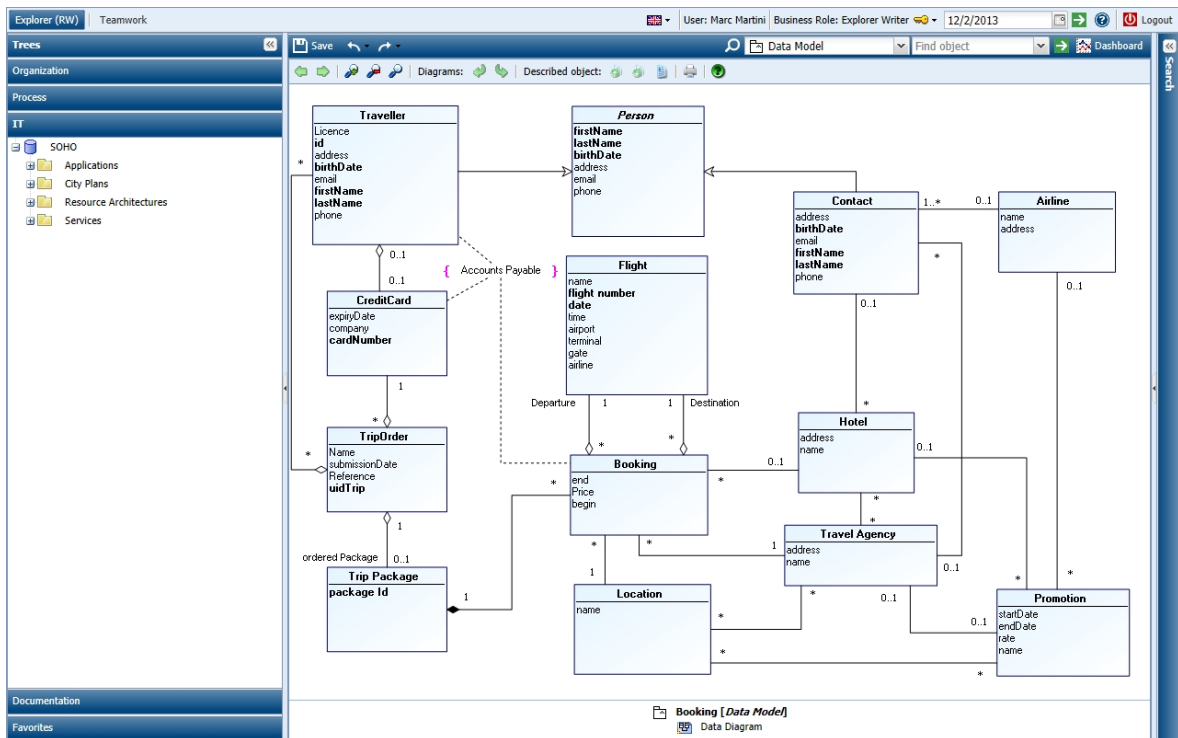 Explorer (RW) Teamwork User: Marc Martini Business Role: Explorer Writer 12/2/2013 Logout
Trees
Save Data Model Find object Dashboard
Search
Organization
Process
IT
SOHO
Applications
City Plans
Resource Architectures
Services
Documentation
Favorites
Diagrams: Described object:
Traveller
Licence
id
address
birthDate
email
firstName
lastName
phone
*
*
0..1
0..1
Person
firstName
lastName
birthDate
address
email
phone
{ Accounts Payable }
CreditCard
expiryDate
company
cardNumber
1
*
TripOrder
Name
submissionDate
Reference
uidTrip
1
ordered Package 0..1
Trip Package
package Id
1
*
Flight
name
flight number
date
time
airport
terminal
gate
airline
Departure 1 1 Destination
* *
Booking
end
Price
begin
*
0..1
*
1
*
1
Location
name
*
*
*
*
Contact
address
birthDate
email
firstName
lastName
phone
1..* 0..1
*
0..1
*
Airline
name
address
0..1
*
Hotel
address
name
0..1
*
*
*
Travel Agency
address
name
0..1
0..1
0..1
Promotion
startDate
endDate
rate
name
Booking [Data Model]
Data Diagram